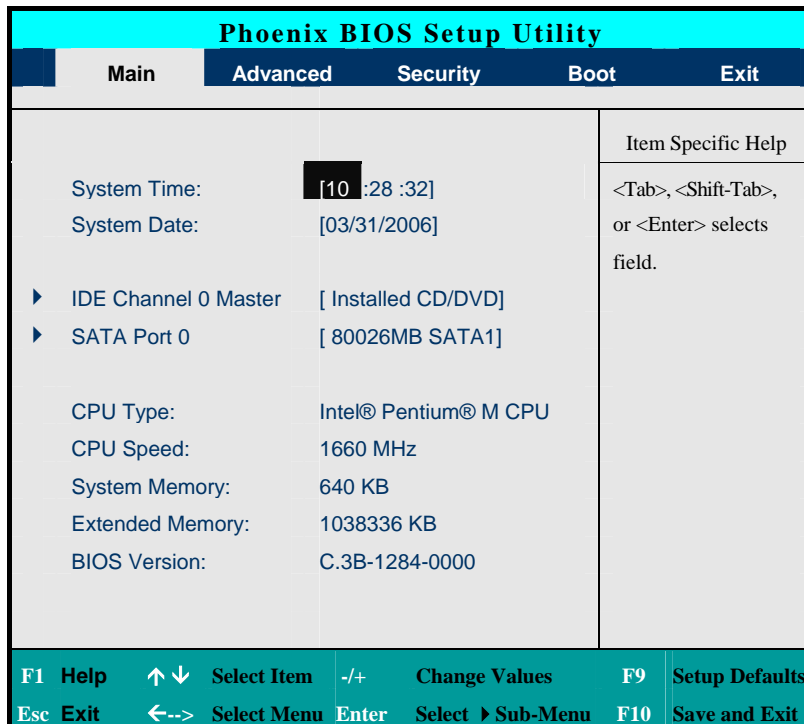 Phoenix BIOS Setup Utility
Main Advanced Security Boot Exit
Item Specific Help
System Time: [10 :28 :32]
<Tab>, <Shift-Tab>,
System Date: [03/31/2006]
or <Enter> selects
field.
IDE Channel 0 Master [ Installed CD/DVD]
SATA Port 0 [ 80026MB SATA1]
CPU Type: Intel® Pentium® M CPU
CPU Speed: 1660 MHz
System Memory: 640 KB
Extended Memory: 1038336 KB
BIOS Version: C.3B-1284-0000
F1 Help ↑↓ Select Item -/+ Change Values F9 Setup Defaults
Esc Exit ←--> Select Menu Enter Select ▶ Sub-Menu F10 Save and Exit